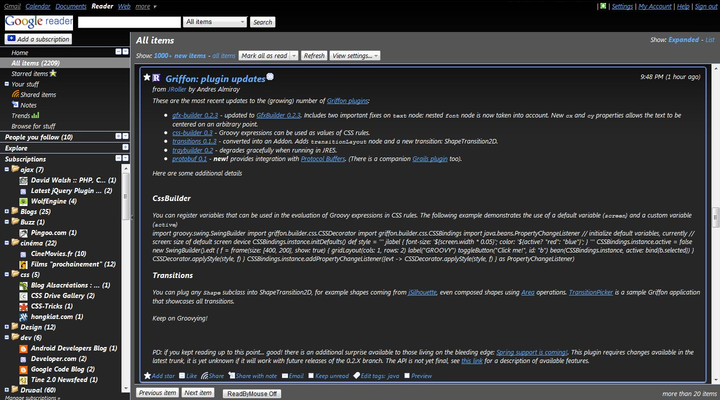 Gmail Calendar Documents Reader Web more ▾
| Settings | My Account | Help | Sign out
Google reader
All items
Search
Add a subscription
Home
All items (2209)
Starred items
Your stuff
Shared items
Notes
Trends
Browse for stuff
People you follow (10)
Explore
Subscriptions
ajax (7)
David Walsh :: PHP, C... (1)
Latest jQuery Plugin ... (2)
WolfEngine (4)
Blogs (25)
Buzz (1)
Pingoo.com (1)
cinéma (22)
CineMovies.fr (10)
Films "prochainement" (12)
css (5)
Blog Alsacréations : ... (1)
CSS Drive Gallery (2)
CSS-Tricks (1)
hongkiat.com (1)
Design (12)
dev (6)
Android Developers Blog (1)
Developer.com (2)
Google Code Blog (2)
Tine 2.0 Newsfeed (1)
Drupal (60)
Manage subscriptions »
All items
Show: Expanded - List
Show: 1000+ new items - all items
Mark all as read
Refresh
View settings...
Griffon: plugin updates
9:48 PM (1 hour ago)
from JRoller by Andres Almiray
These are the most recent updates to the (growing) number of Griffon plugins:
gfx-builder 0.2.3 - updated to GfxBuilder 0.2.3. Includes two important fixes on text node: nested font node is now taken into account. New cx and cy properties allows the text to
be centered on an arbitrary point.
css-builder 0.3 - Groovy expressions can be used as values of CSS rules.
transitions 0.1.3 - converted into an Addon. Adds transitionLayout node and a new transition: ShapeTransition2D.
traybuilder 0.2 - degrades gracefully when running in JRE5.
protobuf 0.1 - new! provides integration with Protocol Buffers. (There is a companion Grails plugin too).
Here are some additional details
CssBuilder
You can register variables that can be used in the evaluation of Groovy expressions in CSS rules. The following example demonstrates the use of a default variable (screen) and a custom variable
(active)
import groovy.swing.SwingBuilder import griffon.builder.css.CSSDecorator import griffon.builder.css.CSSBindings import java.beans.PropertyChangeListener // initialize default variables, currently //
screen: size of default screen device CSSBindings.instance.initDefaults() def style = """ jlabel { font-size: `${screen.width * 0.05}`; color: `${active? "red": "blue"}`; } """ CSSBindings.instance.active = false
new SwingBuilder().edt { f = frame(size: [400, 200], show: true) { gridLayout(cols: 1, rows: 2) label("GROOVY") toggleButton("Click me!", id: "b") bean(CSSBindings.instance, active: bind{b.selected}) }
CSSDecorator.applyStyle(style, f) } CSSBindings.instance.addPropertyChangeListener({evt -> CSSDecorator.applyStyle(style, f) } as PropertyChangeListener)
Transitions
You can plug any Shape subclass into ShapeTransition2D, for example shapes coming from JSilhouette, even composed shapes using Area operations. TransitionPicker is a sample Griffon application
that showcases all transitions.
Keep on Groovying!
PD: if you kept reading up to this point... good! there is an additional surprise available to those living on the bleeding edge: Spring support is coming!. This plugin requires changes available in the
latest trunk, it is yet unknown if it will work with future releases of the 0.2.X branch. The API is not yet final, see this link for a description of available features.
Add star Like Share Share with note Email Keep unread Edit tags: java Preview
Previous item
Next item
ReadByMouse Off
more than 20 items